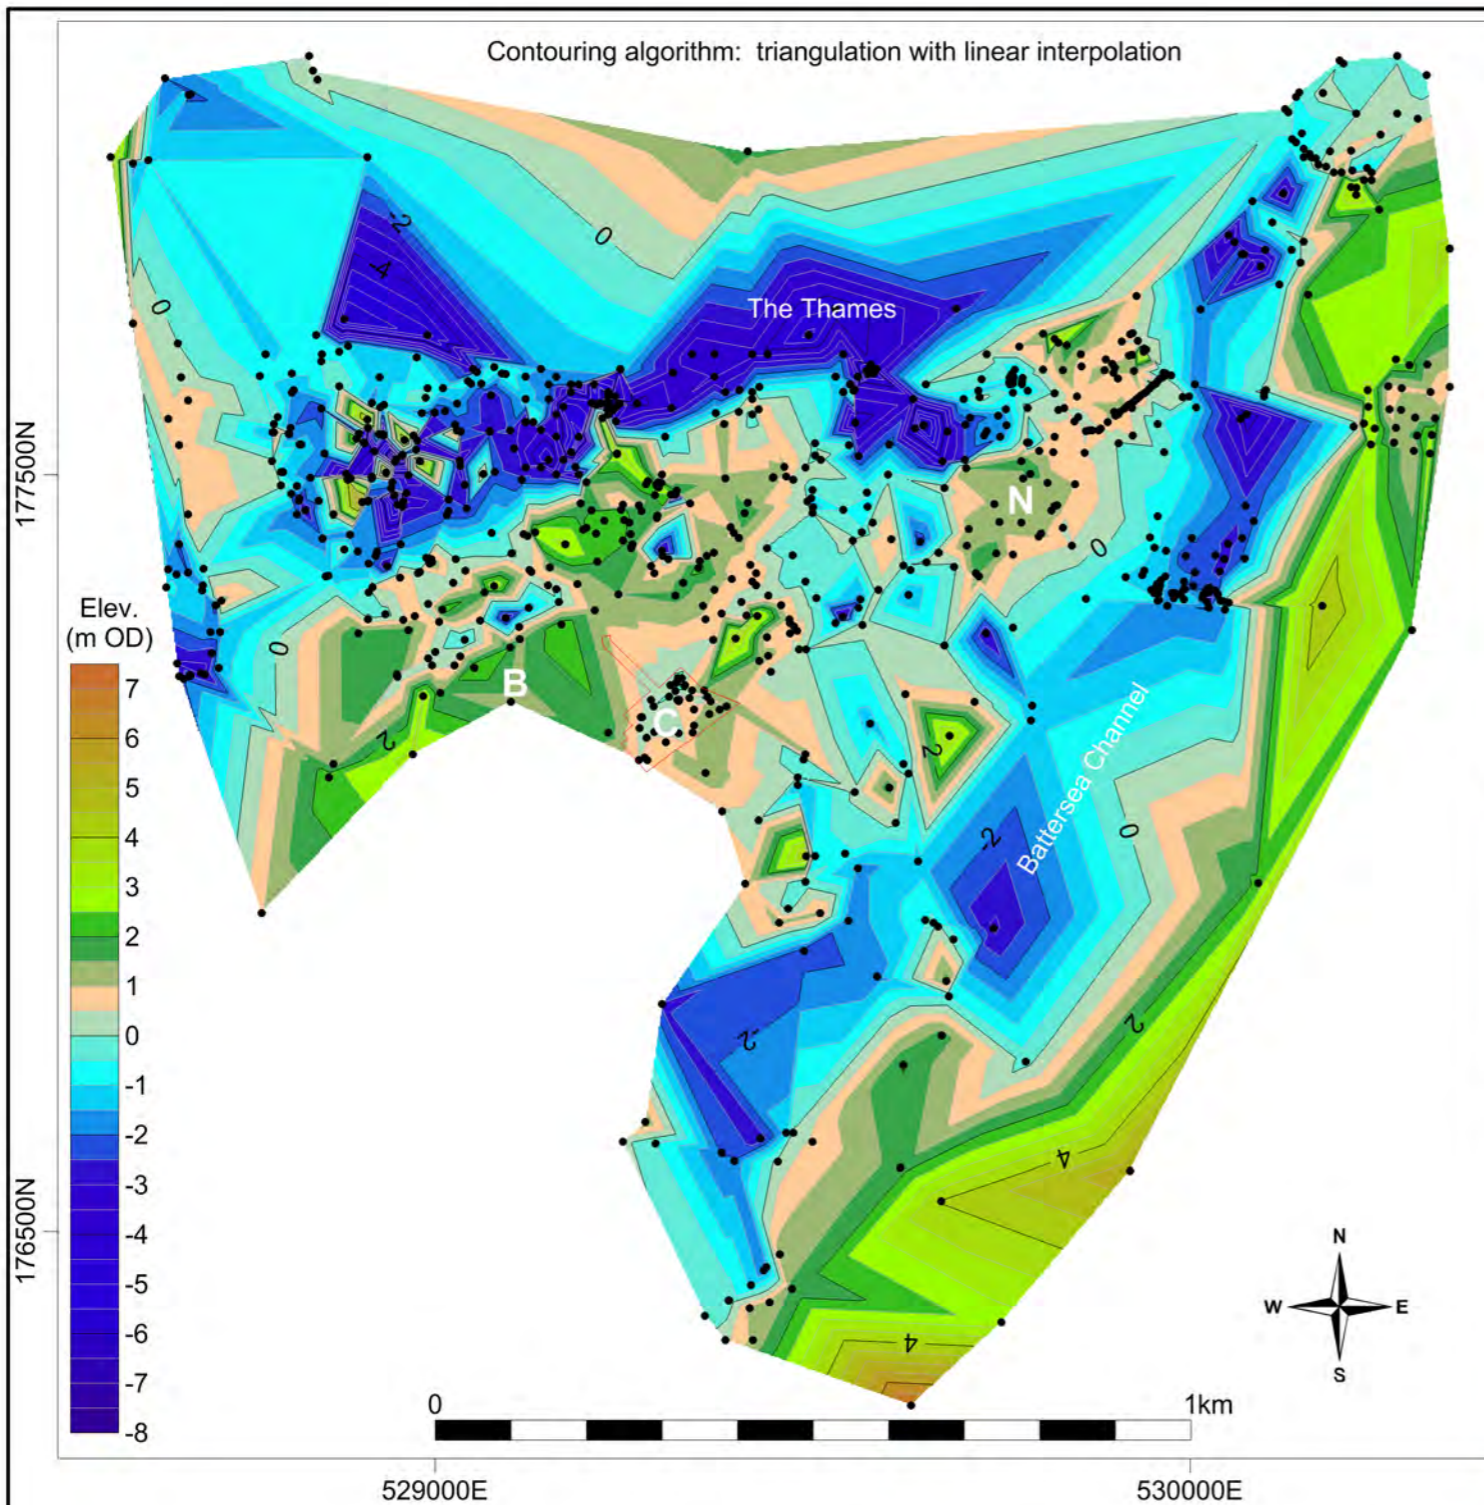 Contouring algorithm: triangulation with linear interpolation
-2
-4
0
The Thames
0
177500N
N
0
Elev.
(m OD)
0
B
C
2
2
Battersea Channel
-2
0
7
6
5
4
3
2
1
0
-1
-2
-3
-4
-5
-6
-7
-8
2
-2
4
4
176500N
N
W
E
S
0
1km
529000E
530000E